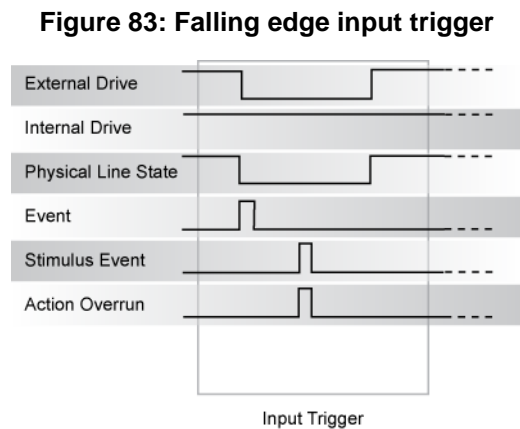 Figure 83: Falling edge input trigger
External Drive
Internal Drive
Physical Line State
Event
Stimulus Event
Action Overrun
Input Trigger